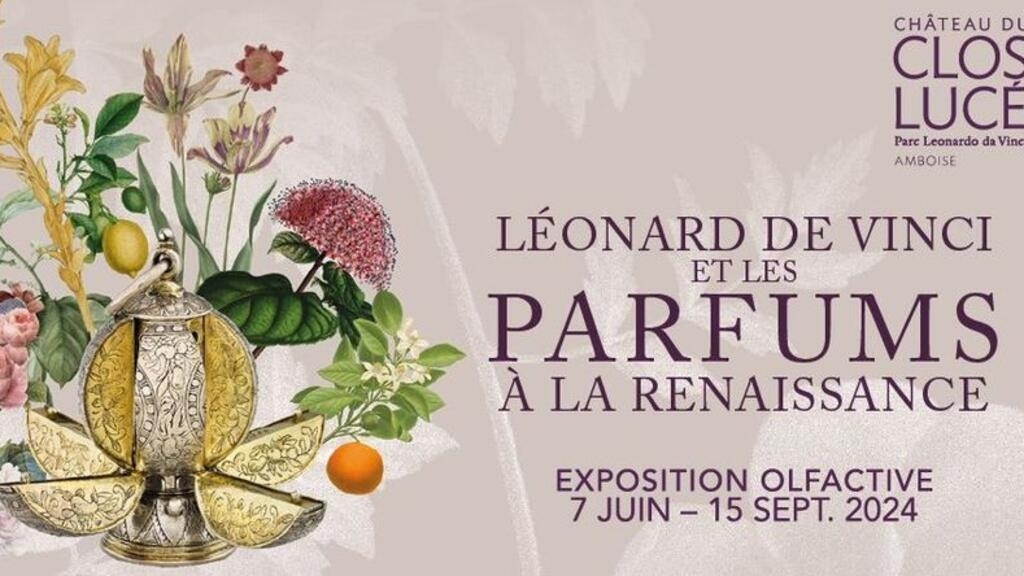 CHÂTEAU DU
CLOS
LUCÉ
Parc Leonardo da Vinci
AMBOISE
LÉONARD DE VINCI
ET LES
PARFUMS
À LA RENAISSANCE
EXPOSITION OLFACTIVE
7 JUIN – 15 SEPT. 2024